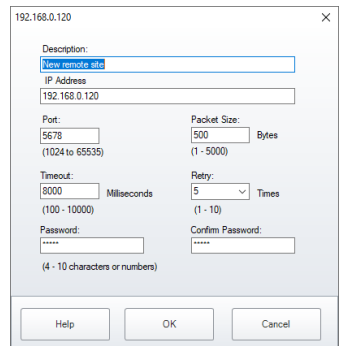 192.168.0.120
Description:
New remote site
IP Address
192.168.0.120
Port: Packet Size:
5678 500 Bytes
(1024 to 65535) (1 - 5000)
Timeout: Retry:
8000 Milliseconds 5 Times
(100 - 10000) (1 - 10)
Password: Confirm Password:
***** *****
(4 - 10 characters or numbers)
Help OK Cancel